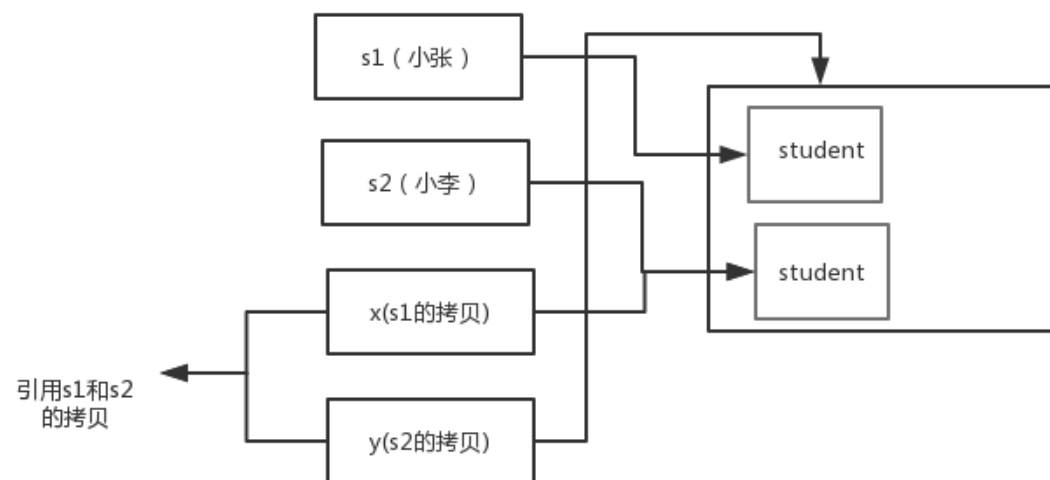 s1（小张）
student
s2（小李）
student
x(s1的拷贝)
引用s1和s2
的拷贝
y(s2的拷贝)